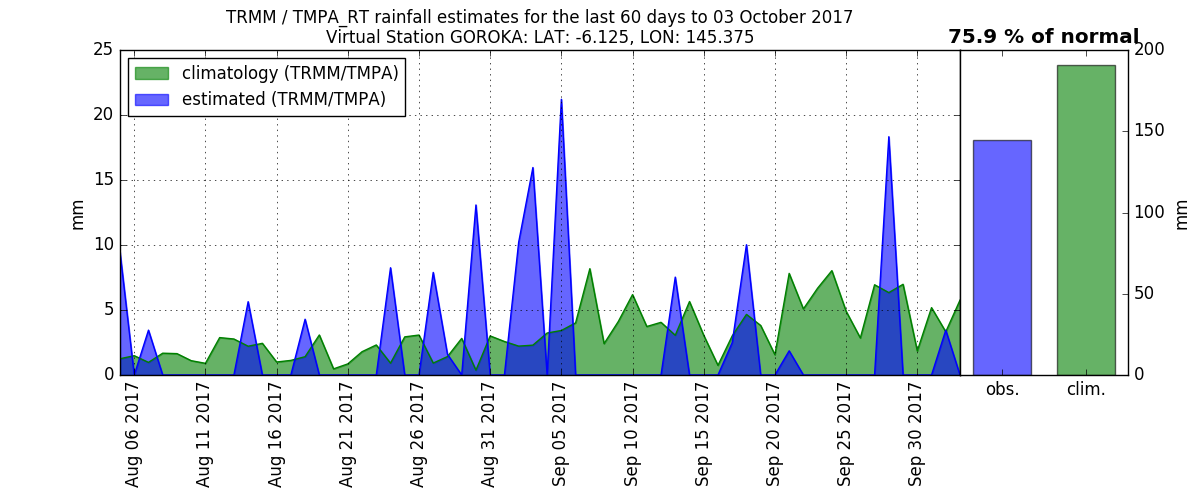 TRMM / TMPA_RT rainfall estimates for the last 60 days to 03 October 2017
Virtual Station GOROKA: LAT: -6.125, LON: 145.375
75.9 % of normal
climatology (TRMM/TMPA)
estimated (TRMM/TMPA)
25
20
15
10
5
0
mm
200
150
100
50
0
mm
Aug 06 2017
Aug 11 2017
Aug 16 2017
Aug 21 2017
Aug 26 2017
Aug 31 2017
Sep 05 2017
Sep 10 2017
Sep 15 2017
Sep 20 2017
Sep 25 2017
Sep 30 2017
obs.
clim.